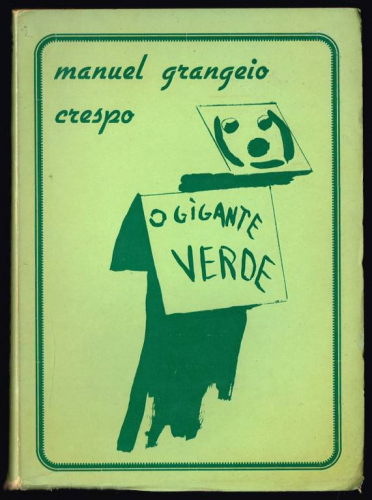 manuel grangeio
crespo
O GIGANTE
VERDE